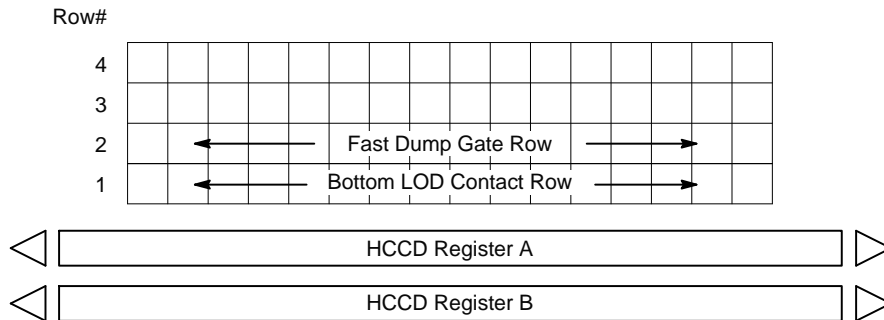 Row#
4
3
2 Fast Dump Gate Row
1 Bottom LOD Contact Row
HCCD Register A
HCCD Register B